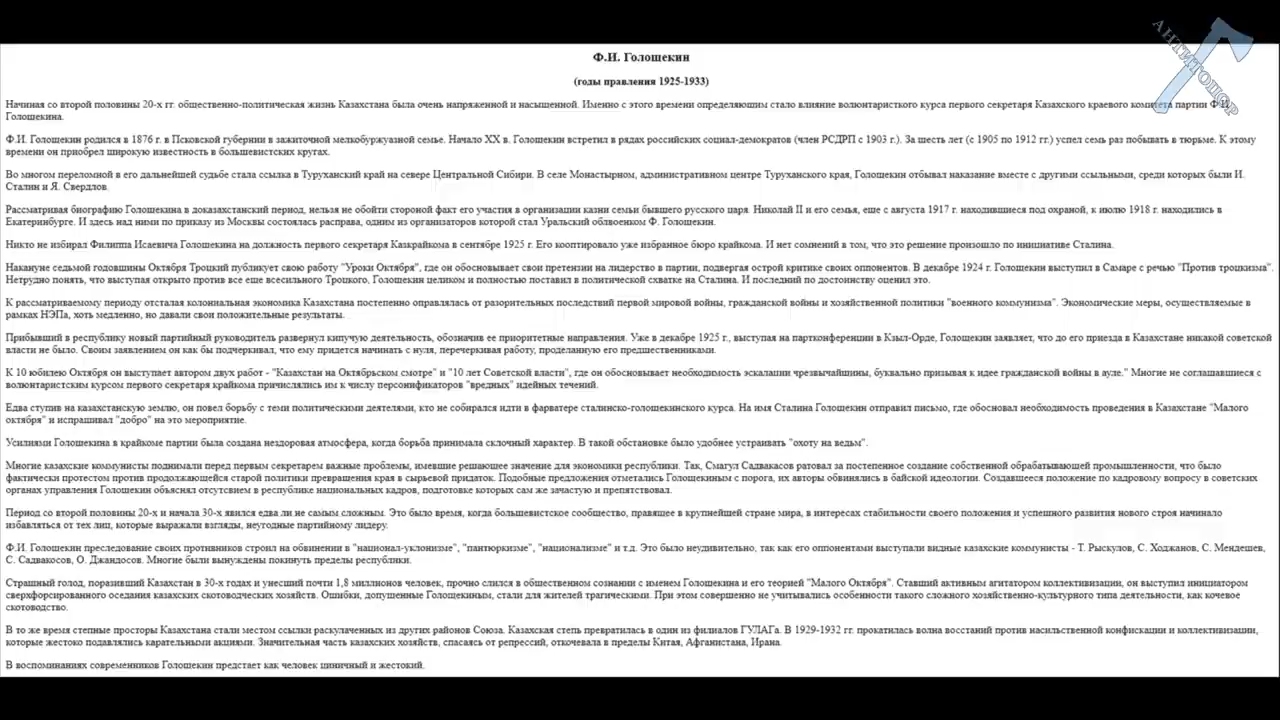 АНТИТОПОР
Ф.И. Голощекин
(годы правления 1925-1933)
Начиная со второй половины 20-х гг. общественно-политическая жизнь Казахстана была очень напряженной и насыщенной. Именно с этого времени определяющим стало влияние волюнтаристкого курса первого секретаря Казахского краевого комитета партии Ф.И.
Голощекина.
Ф.И. Голощекин родился в 1876 г. в Псковской губернии в зажиточной мелкобуржуазной семье. Начало XX в. Голощекин встретил в рядах российских социал-демократов (член РСДРП с 1903 г.). За шесть лет (с 1905 по 1912 гг.) успел семь раз побывать в тюрьме. К этому
времени он приобрел широкую известность в большевистских кругах.
Во многом переломной в его дальнейшей судьбе стала ссылка в Туруханский край на севере Центральной Сибири. В селе Монастырном, административном центре Туруханского края, Голощекин отбывал наказание вместе с другими ссыльными, среди которых были И.
Сталин и Я. Свердлов.
Рассматривая биографию Голощекина в доказахстанский период, нельзя не обойти стороной факт его участия в организации казни семьи бывшего русского царя. Николай II и его семья, еще с августа 1917 г. находившиеся под охраной, к июлю 1918 г. находились в
Екатеринбурге. И здесь над ними по приказу из Москвы состоялась расправа, одним из организаторов которой стал Уральский облвоенком Ф. Голощекин.
Никто не избирал Филиппа Исаевича Голощекина на должность первого секретаря Казкрайкома в сентябре 1925 г. Его кооптировало уже избранное бюро крайкома. И нет сомнений в том, что это решение произошло по инициативе Сталина.
Накануне седьмой годовщины Октября Троцкий публикует свою работу "Уроки Октября", где он обосновывает свои претензии на лидерство в партии, подвергая острой критике своих оппонентов. В декабре 1924 г. Голощекин выступил в Самаре с речью "Против троцкизма".
Нетрудно понять, что выступая открыто против все еще всесильного Троцкого, Голощекин целиком и полностью поставил в политической схватке на Сталина. И последний по достоинству оценил это.
К рассматриваемому периоду отсталая колониальная экономика Казахстана постепенно оправлялась от разорительных последствий первой мировой войны, гражданской войны и хозяйственной политики "военного коммунизма". Экономические меры, осуществляемые в
рамках НЭПа, хоть медленно, но давали свои положительные результаты.
Прибывший в республику новый партийный руководитель развернул кипучую деятельность, обозначив ее приоритетные направления. Уже в декабре 1925 г., выступая на партконференции в Кзыл-Орде, Голощекин заявляет, что до его приезда в Казахстане никакой советской
власти не было. Своим заявлением он как бы подчеркивал, что ему придется начинать с нуля, перечеркивая работу, проделанную его предшественниками.
К 10 юбилею Октября он выступает автором двух работ - "Казахстан на Октябрьском смотре" и "10 лет Советской власти", где он обосновывает необходимость эскалации чрезвычайщины, буквально призывая к идее гражданской войны в ауле." Многие не соглашавшиеся с
волюнтаристским курсом первого секретаря крайкома причислялись им к числу персонификаторов "вредных" идейных течений.
Едва ступив на казахстанскую землю, он повел борьбу с теми политическими деятелями, кто не собирался идти в фарватере сталинско-голощекинского курса. На имя Сталина Голощекин отправил письмо, где обосновал необходимость проведения в Казахстане "Малого
октября" и испрашивал "добро" на это мероприятие.
Усилиями Голощекина в крайкоме партии была создана нездоровая атмосфера, когда борьба принимала склочный характер. В такой обстановке было удобнее устраивать "охоту на ведьм".
Многие казахские коммунисты поднимали перед первым секретарем важные проблемы, имевшие решающее значение для экономики республики. Так, Смагул Садвакасов ратовал за постепенное создание собственной обрабатывающей промышленности, что было
фактически протестом против продолжающейся старой политики превращения края в сырьевой придаток. Подобные предложения отметались Голощекиным с порога, их авторы обвинялись в байской идеологии. Создавшееся положение по кадровому вопросу в советских
органах управления Голощекин объяснял отсутсвием в республике национальных кадров, подготовке которых сам же зачастую и препятствовал.
Период со второй половины 20-х и начала 30-х явился едва ли не самым сложным. Это было время, когда большевистское сообщество, правящее в крупнейшей стране мира, в интересах стабильности своего положения и успешного развития нового строя начинало
избавляться от тех лиц, которые выражали взгляды, неугодные партийному лидеру.
Ф.И. Голощекин преследование своих противников строил на обвинении в "национал-уклонизме", "пантюркизме", "национализме" и т.д. Это было неудивительно, так как его оппонентами выступали видные казахские коммунисты - Т. Рыскулов, С. Ходжанов, С. Мендешев,
С. Садвакосов, О. Джандосов. Многие были вынуждены покинуть пределы республики.
Страшный голод, поразивший Казахстан в 30-х годах и унесший почти 1,8 миллионов человек, прочно слился в общественном сознании с именем Голощекина и его теорией "Малого Октября". Ставший активным агитатором коллективизации, он выступил инициатором
сверхфорсированного оседания казахских скотоводческих хозяйств. Ошибки, допущенные Голощекиным, стали для жителей трагическими. При этом совершенно не учитывались особенности такого сложного хозяйственно-культурного типа деятельности, как кочевое
скотоводство.
В то же время степные просторы Казахстана стали местом ссылки раскулаченных из других районов Союза. Казахская степь превратилась в один из филиалов ГУЛАГа. В 1929-1932 гг. прокатилась волна восстаний против насильственной конфискации и коллективизации,
которые жестоко подавлялись карательными акциями. Значительная часть казахских хозяйств, спасаясь от репрессий, откочевала в пределы Китая, Афганистана, Ирана.
В воспоминаниях современников Голощекин предстает как человек циничный и жестокий.